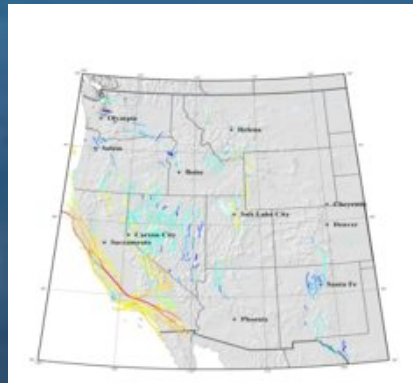 Olympia
Helena
Salem
Boise
Cheyenne
Salt Lake City
Denver
Carson City
Sacramento
Santa Fe
Phoenix